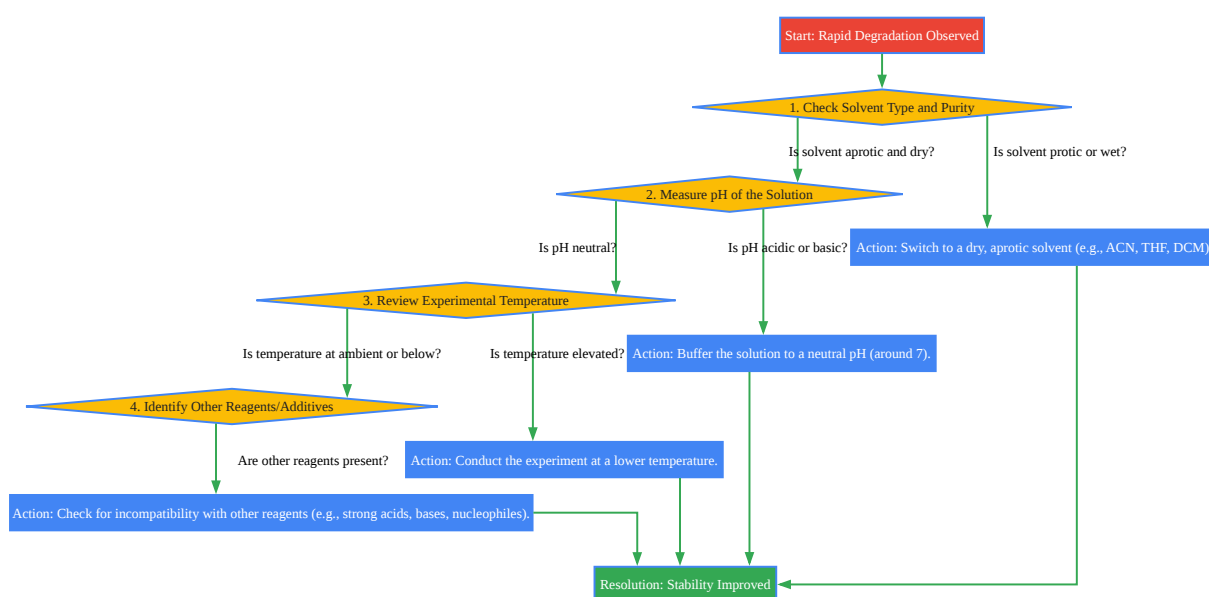 Start: Rapid Degradation Observed
1. Check Solvent Type and Purity
Is solvent aprotic and dry?
Is solvent protic or wet?
2. Measure pH of the Solution
Is pH neutral?
Is pH acidic or basic?
Action: Switch to a dry, aprotic solvent (e.g., ACN, THF, DCM)
3. Review Experimental Temperature
Is temperature at ambient or below?
Is temperature elevated?
Action: Buffer the solution to a neutral pH (around 7).
4. Identify Other Reagents/Additives
Are other reagents present?
Action: Conduct the experiment at a lower temperature.
Action: Check for incompatibility with other reagents (e.g., strong acids, bases, nucleophiles).
Resolution: Stability Improved